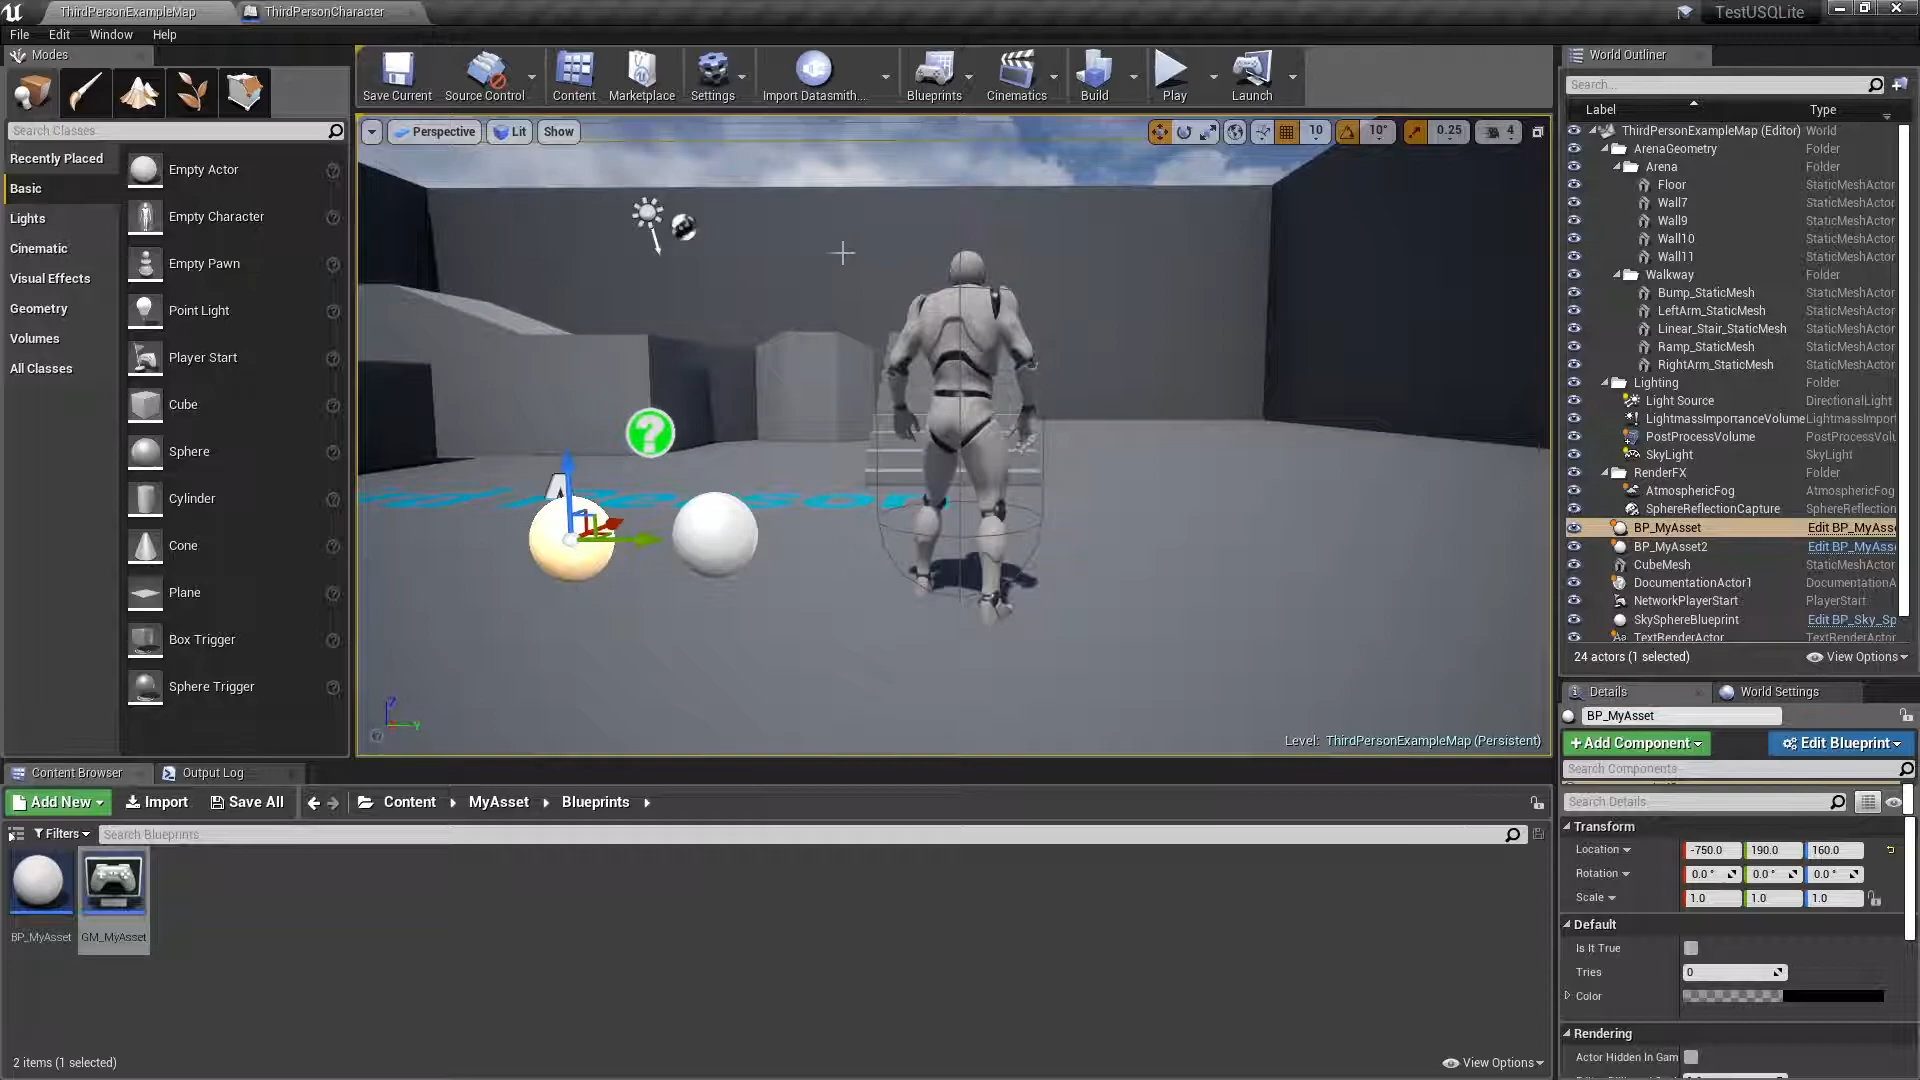 ThirdPersonExampleMap
ThirdPersonCharacter
TestUSQLite
File Edit Window Help
Modes
Search Classes
Recently Placed
Basic
Lights
Cinematic
Visual Effects
Geometry
Volumes
All Classes
Empty Actor
Empty Character
Empty Pawn
Point Light
Player Start
Cube
Sphere
Cylinder
Cone
Plane
Box Trigger
Sphere Trigger
Save Current
Source Control
Content
Marketplace
Settings
Import Datasmith...
Blueprints
Cinematics
Build
Play
Launch
Perspective
Lit
Show
10
10°
0.25
4
Level: ThirdPersonExampleMap (Persistent)
World Outliner
Search...
Label Type
ThirdPersonExampleMap (Editor) World
ArenaGeometry Folder
Arena Folder
Floor StaticMeshActor
Wall7 StaticMeshActor
Wall9 StaticMeshActor
Wall10 StaticMeshActor
Wall11 StaticMeshActor
Walkway Folder
Bump_StaticMesh StaticMeshActor
LeftArm_StaticMesh StaticMeshActor
Linear_Stair_StaticMesh StaticMeshActor
Ramp_StaticMesh StaticMeshActor
RightArm_StaticMesh StaticMeshActor
Lighting Folder
Light Source DirectionalLight
LightmassImportanceVolume LightmassImport
PostProcessVolume PostProcessVolu
SkyLight SkyLight
RenderFX Folder
AtmosphericFog AtmosphericFog
SphereReflectionCapture SphereReflection
BP_MyAsset Edit BP_MyAsse
BP_MyAsset2 Edit BP_MyAsse
CubeMesh StaticMeshActor
DocumentationActor1 DocumentationA
NetworkPlayerStart PlayerStart
SkySphereBlueprint Edit BP_Sky_Sp
TextRenderActor TextRenderActor
24 actors (1 selected)
View Options
Details
World Settings
BP_MyAsset
+Add Component
Edit Blueprint
Search Components
Search Details
Transform
Location -750.0 190.0 160.0
Rotation 0.0 ° 0.0 ° 0.0 °
Scale 1.0 1.0 1.0
Default
Is It True
Tries 0
Color
Rendering
Actor Hidden In Gam
Content Browser
Output Log
Add New
Import
Save All
Content
MyAsset
Blueprints
Filters
Search Blueprints
BP_MyAsset
GM_MyAsset
2 items (1 selected)
View Options